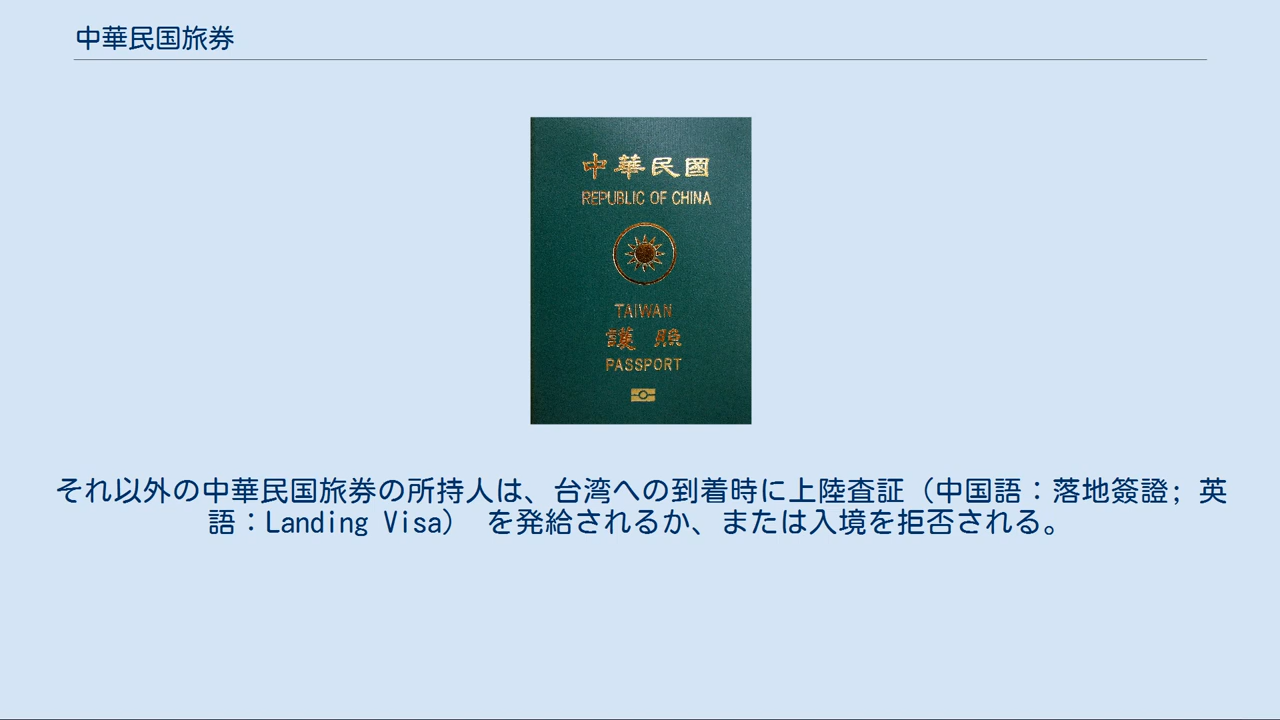 中華民国旅券
中華民國
REPUBLIC OF CHINA
TAIWAN
護照
PASSPORT
それ以外の中華民国旅券の所持人は、台湾への到着時に上陸査証（中国語：落地簽證; 英
語：Landing Visa） を発給されるか、または入境を拒否される。